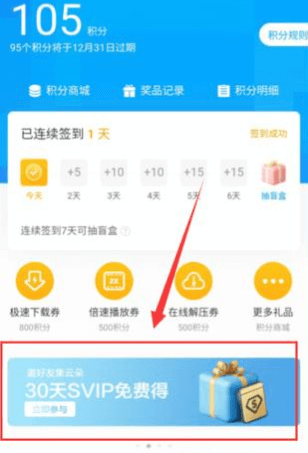 105 积分
积分规则
95个积分将于12月31日过期
积分商城 奖品记录 积分明细
已连续签到 1 天 签到成功
+5 +10 +10 +15 +15
今天 2天 3天 4天 5天 6天 抽盲盒
连续签到7天可抽盲盒 ?
极速下载券 倍速播放券 在线解压券 更多礼品
800积分 500积分 500积分 积分商城
邀好友集云朵
30天SVIP免费得
立即参与